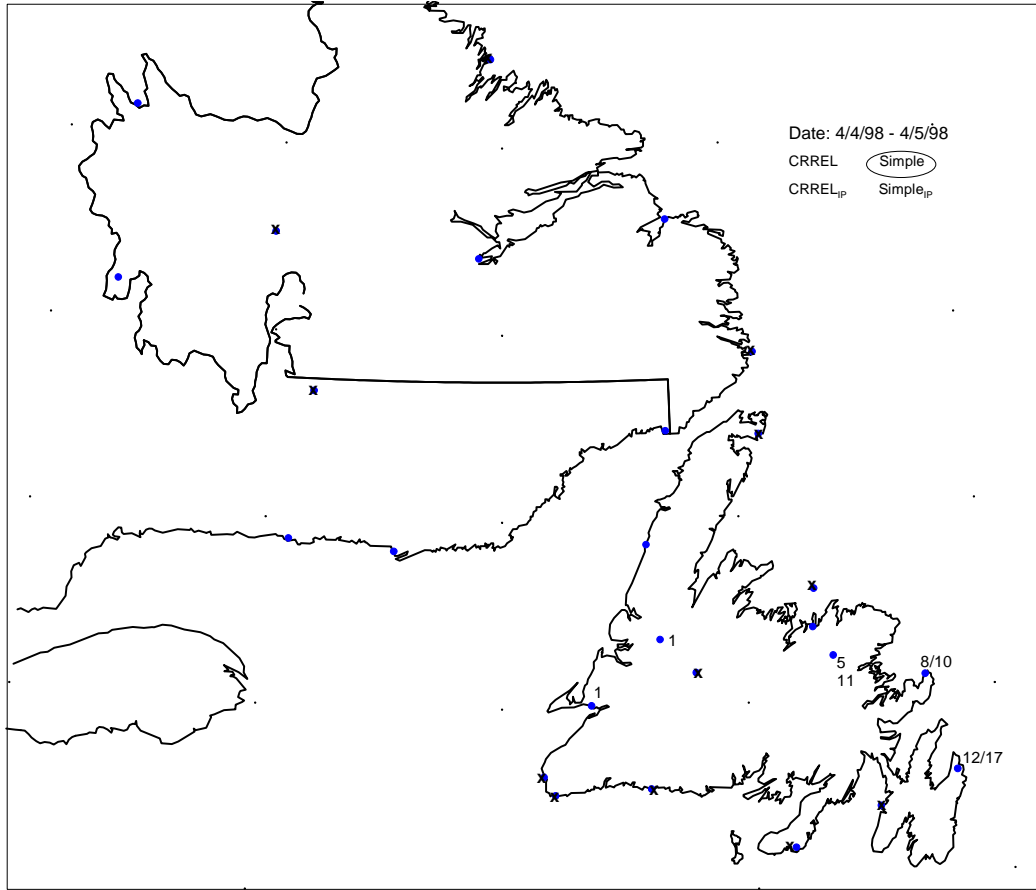 Date: 4/4/98 - 4/5/98
CRREL Simple
CRREL_IP Simple_IP
x
x
x
x
x
x
1
5
11
x
8/10
1
12/17
x
x
x
x
x